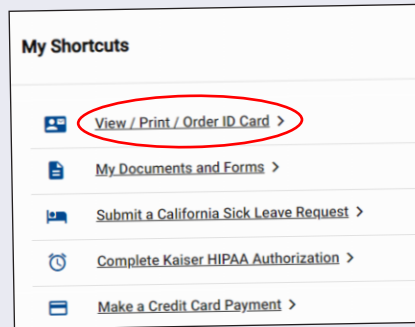 My Shortcuts
View / Print / Order ID Card >
My Documents and Forms >
Submit a California Sick Leave Request >
Complete Kaiser HIPAA Authorization >
Make a Credit Card Payment >